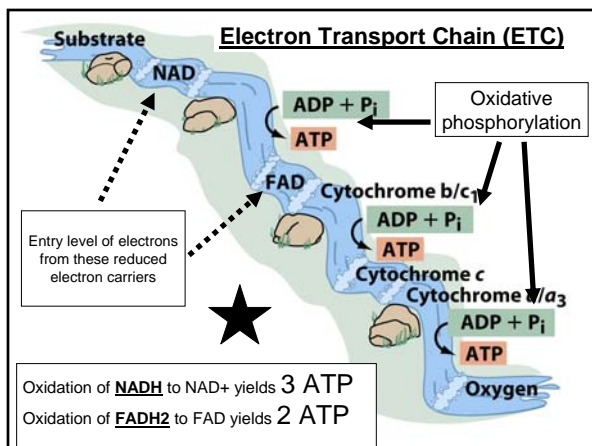 Electron Transport Chain (ETC)
Substrate
NAD
ADP + Pi
ATP
Oxidative
phosphorylation
FAD
Cytochrome b/c1
ADP + Pi
ATP
Entry level of electrons
from these reduced
electron carriers
Cytochrome c
Cytochrome a/a3
ADP + Pi
ATP
Oxygen
Oxidation of NADH to NAD+ yields 3 ATP
Oxidation of FADH2 to FAD yields 2 ATP